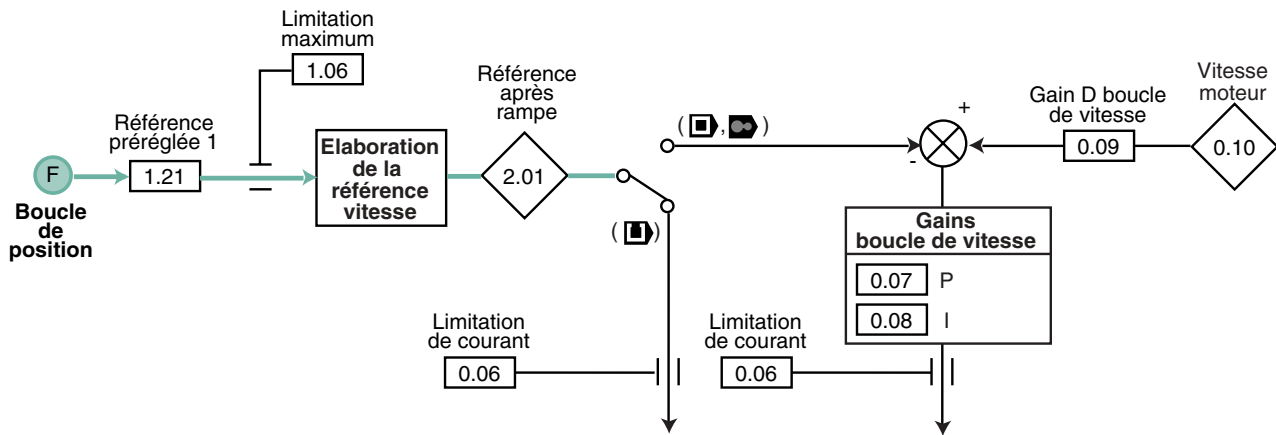 Limitation
maximum
1.06
Référence
préréglée 1
F
1.21
Boucle
de
position
Elaboration
de la
référence
vitesse
Référence
après
rampe
2.01
( , )
( )
+
-
Gain D boucle
de vitesse
0.09
Vitesse
moteur
0.10
Gains
boucle de vitesse
0.07 P
0.08 I
Limitation
de courant
0.06
Limitation
de courant
0.06